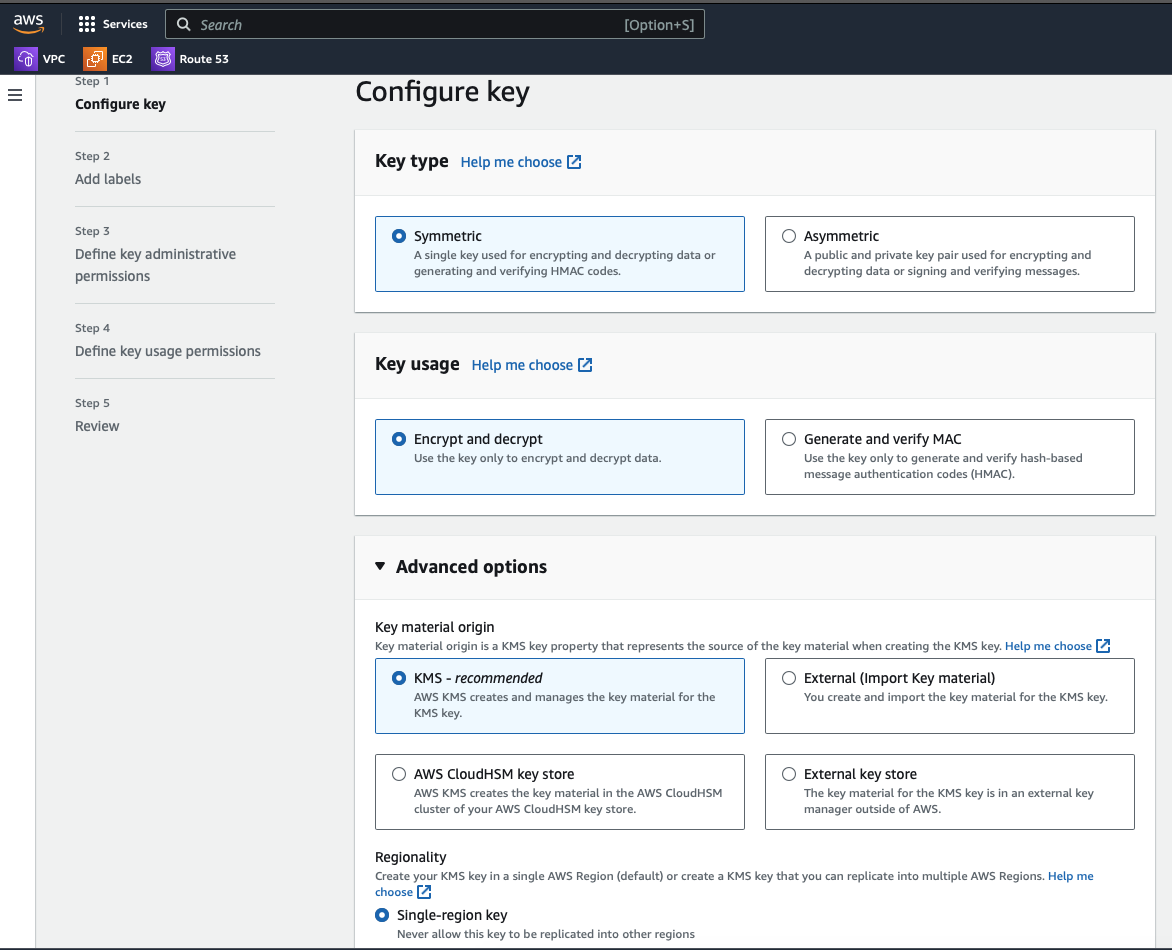 aws
Services
Search
[Option+S]
VPC
EC2
Route 53
Step 1
Configure key
Step 2
Add labels
Step 3
Define key administrative
permissions
Step 4
Define key usage permissions
Step 5
Review
Configure key
Key type Help me choose
Symmetric
A single key used for encrypting and decrypting data or
generating and verifying HMAC codes.
Asymmetric
A public and private key pair used for encrypting and
decrypting data or signing and verifying messages.
Key usage Help me choose
Encrypt and decrypt
Use the key only to encrypt and decrypt data.
Generate and verify MAC
Use the key only to generate and verify hash-based
message authentication codes (HMAC).
Advanced options
Key material origin
Key material origin is a KMS key property that represents the source of the key material when creating the KMS key. Help me choose
KMS - recommended
AWS KMS creates and manages the key material for the
KMS key.
External (Import Key material)
You create and import the key material for the KMS key.
AWS CloudHSM key store
AWS KMS creates the key material in the AWS CloudHSM
cluster of your AWS CloudHSM key store.
External key store
The key material for the KMS key is in an external key
manager outside of AWS.
Regionality
Create your KMS key in a single AWS Region (default) or create a KMS key that you can replicate into multiple AWS Regions. Help me
choose
Single-region key
Never allow this key to be replicated into other regions